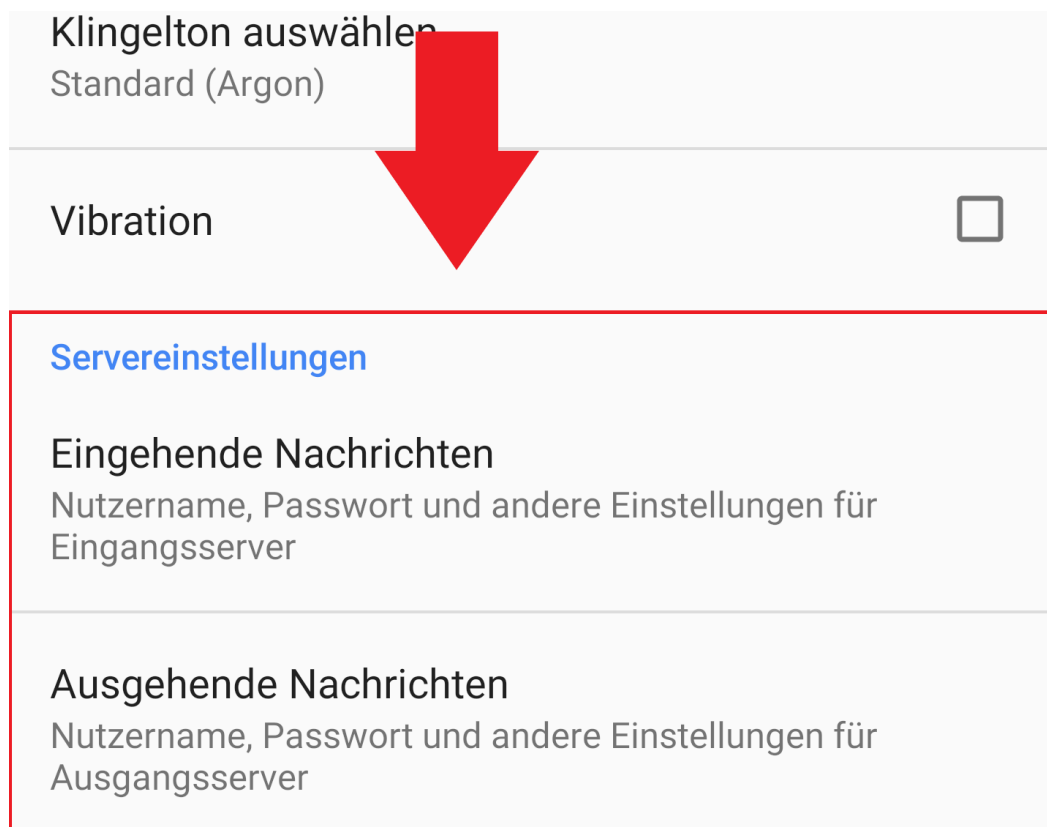 Klingelton auswählen
Standard (Argon)
Vibration
Servereinstellungen
Eingehende Nachrichten
Nutzername, Passwort und andere Einstellungen für
Eingangsserver
Ausgehende Nachrichten
Nutzername, Passwort und andere Einstellungen für
Ausgangsserver